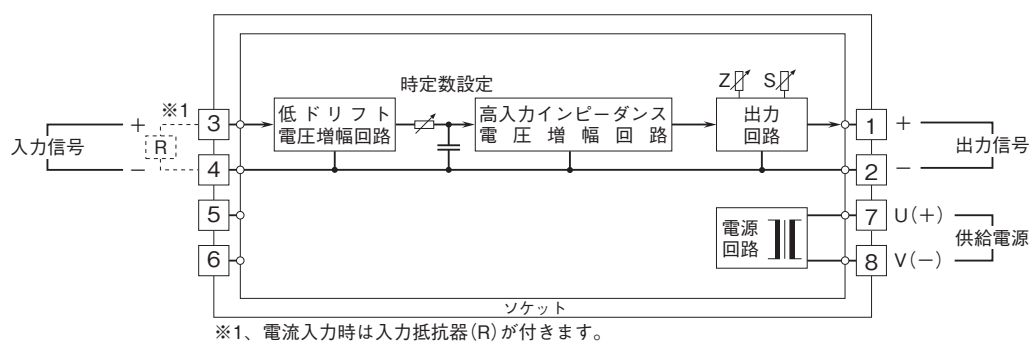 時定数設定
Z
S
※1
3
低ドリフト
電圧増幅回路
高入力インピーダンス
電圧増幅回路
出力
回路
1
+
入力信号
+
R
−
4
2
−
出力信号
5
6
電源
回路
7
U(+)
供給電源
8
V(−)
ソケット
※1、電流入力時は入力抵抗器(R)が付きます。